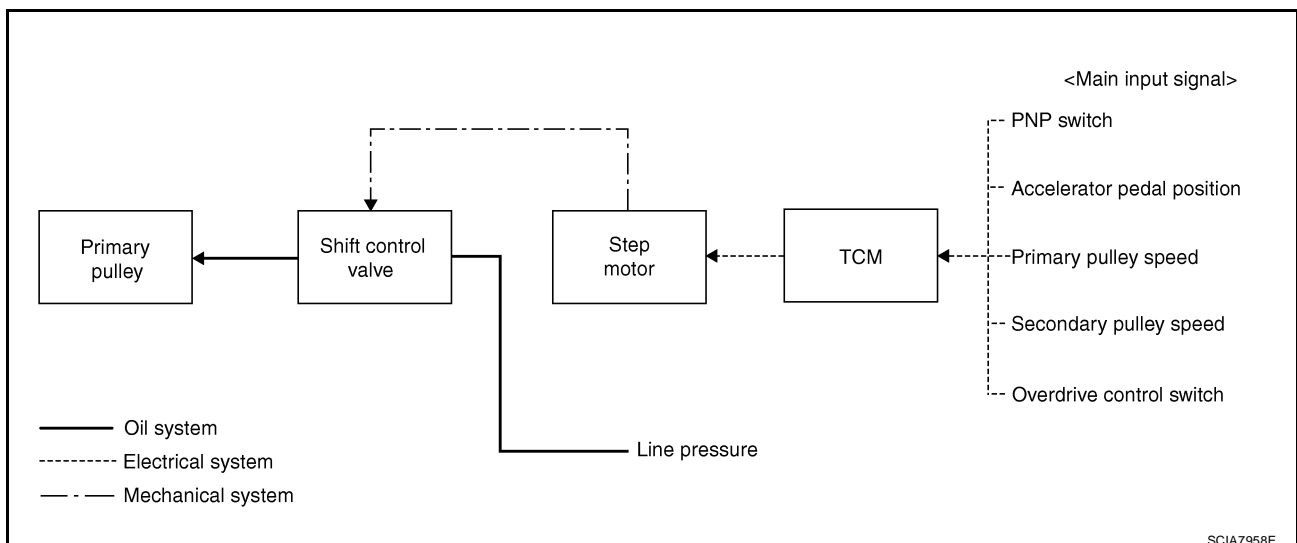 <Main input signal>
PNP switch
Accelerator pedal position
Primary pulley speed
Secondary pulley speed
Overdrive control switch
Primary
pulley
Shift control
valve
Step
motor
TCM
Line pressure
Oil system
Electrical system
Mechanical system
SCIA7958E